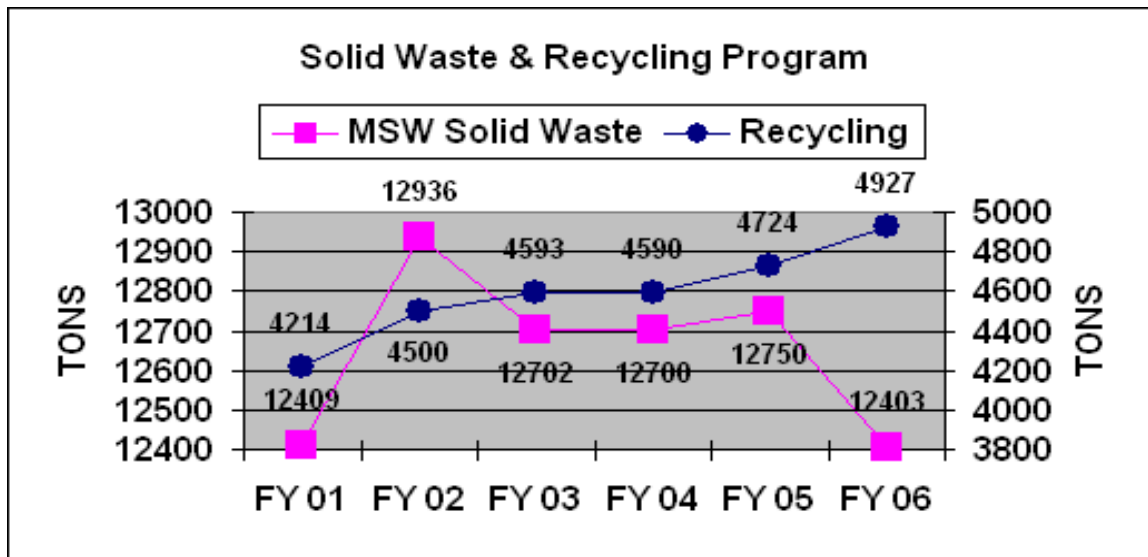 Solid Waste & Recycling Program
MSW Solid Waste Recycling
4927
12936
13000 5000
4724
12900 4593 4590 4800
12800 4600
4214
12700 4400
4500 12702 12700 12750
12600 4200
12409 12403
12500 4000
12400 3800
TONS
TONS
FY 01 FY 02 FY 03 FY 04 FY 05 FY 06